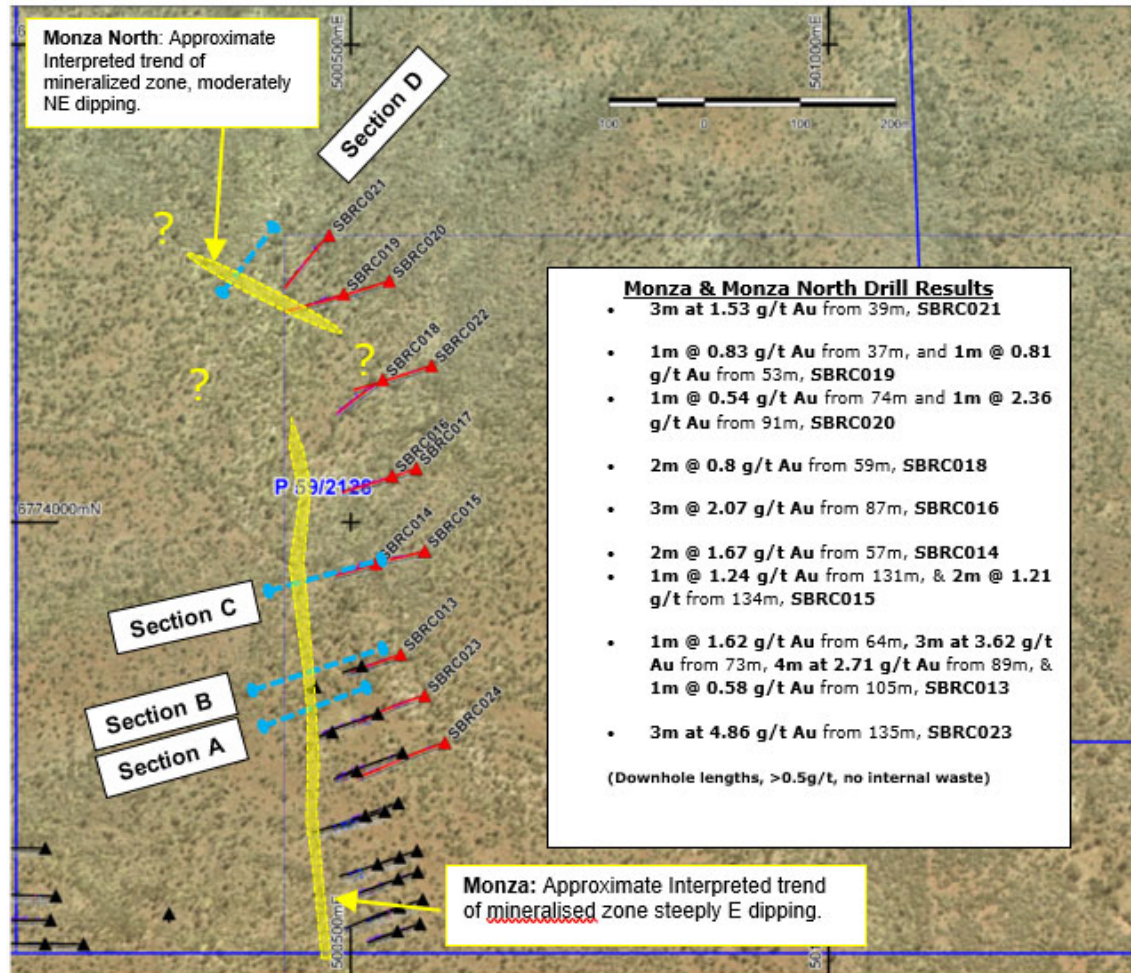 Monza North: Approximate
Interpreted trend of
mineralized zone, moderately
NE dipping.
500500mE
501000mE
Section D
100
0
100
200m
SBRC021
SBRC019
SBRC020
?
?
?
SBRC018
SBRC022
SBRC016
SBRC017
P 59/2128
6774000mN
SBRC014
SBRC015
Section C
SBRC013
SBRC023
Section B
SBRC024
Section A
Monza & Monza North Drill Results
• 3m at 1.53 g/t Au from 39m, SBRC021
• 1m @ 0.83 g/t Au from 37m, and 1m @ 0.81
g/t Au from 53m, SBRC019
• 1m @ 0.54 g/t Au from 74m and 1m @ 2.36
g/t Au from 91m, SBRC020
• 2m @ 0.8 g/t Au from 59m, SBRC018
• 3m @ 2.07 g/t Au from 87m, SBRC016
• 2m @ 1.67 g/t Au from 57m, SBRC014
• 1m @ 1.24 g/t Au from 131m, & 2m @ 1.21
g/t from 134m, SBRC015
• 1m @ 1.62 g/t Au from 64m, 3m at 3.62 g/t
Au from 73m, 4m at 2.71 g/t Au from 89m, &
1m @ 0.58 g/t Au from 105m, SBRC013
• 3m at 4.86 g/t Au from 135m, SBRC023
(Downhole lengths, >0.5g/t, no internal waste)
Monza: Approximate Interpreted trend
of mineralised zone steeply E dipping.
500500mE